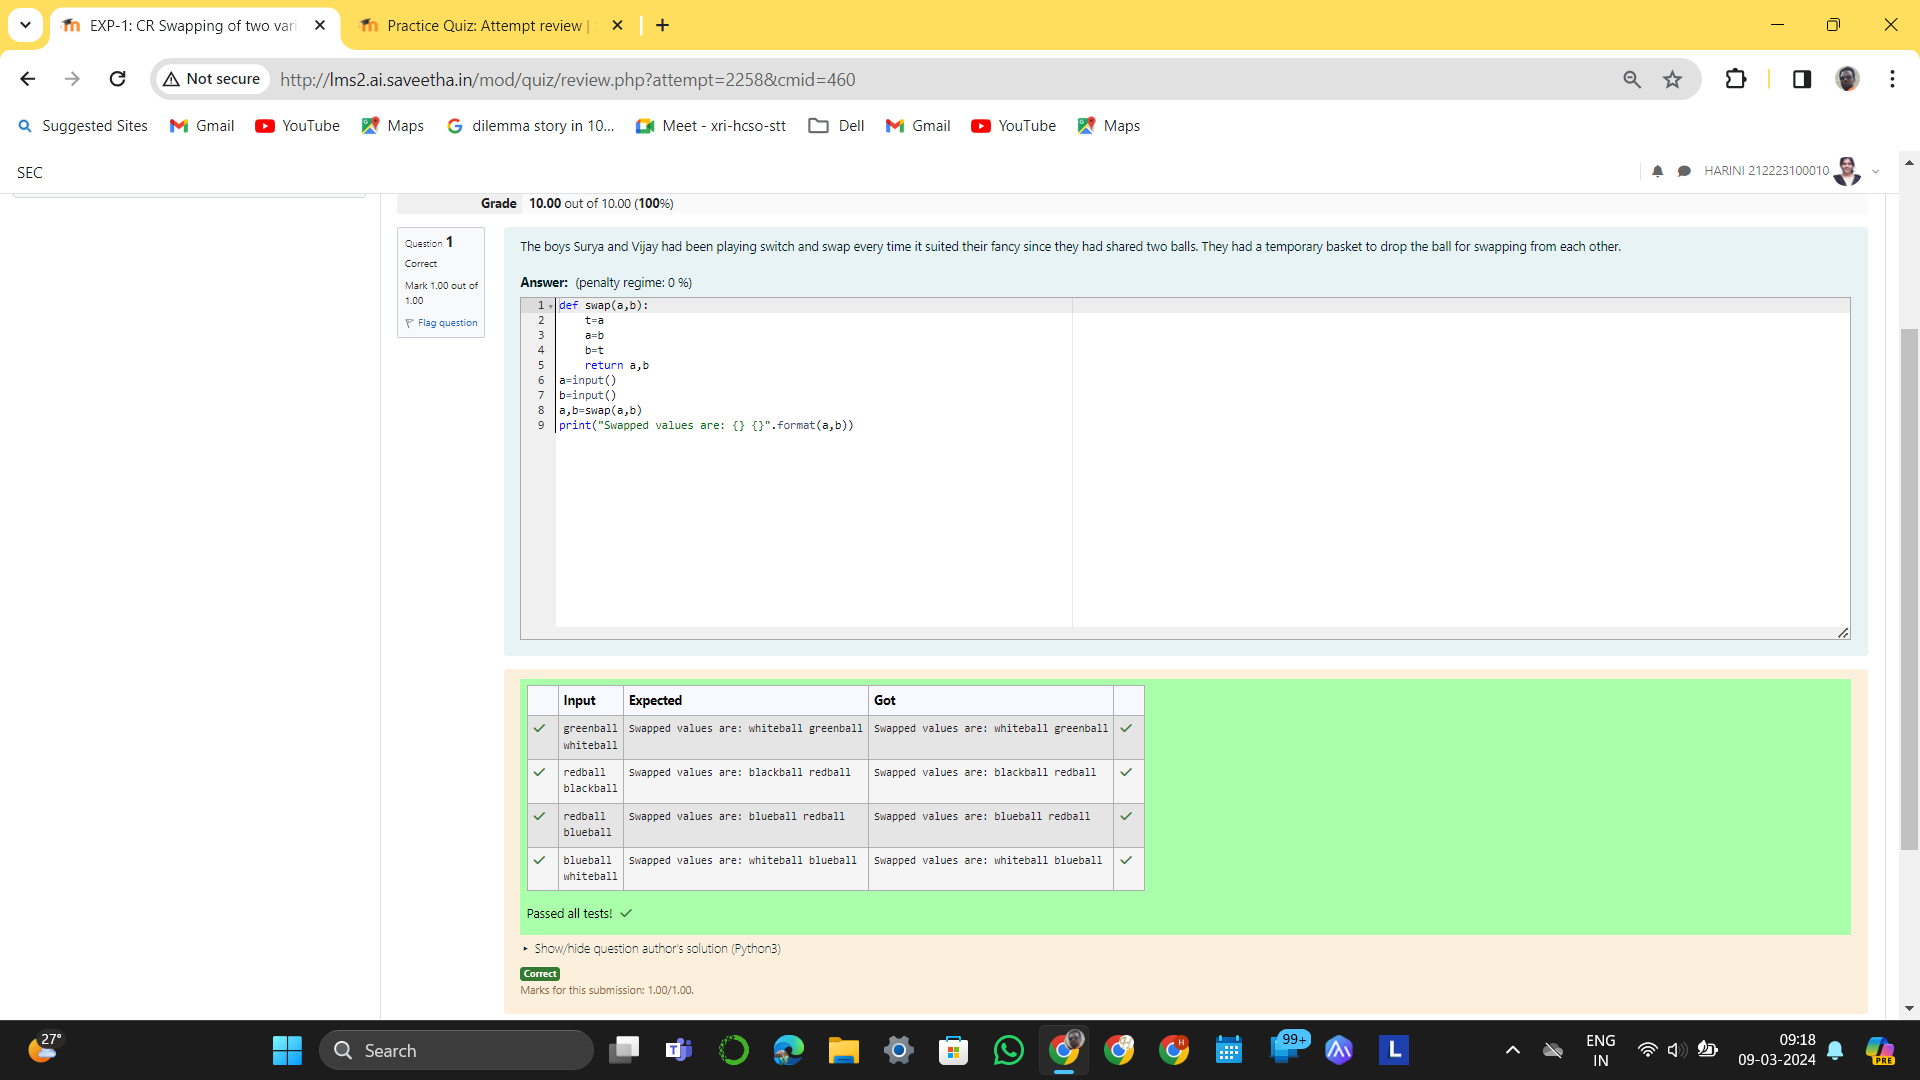 EXP-1: CR Swapping of two vari
Practice Quiz: Attempt review |
Not secure
http://lms2.ai.saveetha.in/mod/quiz/review.php?attempt=2258&cmid=460
Suggested Sites Gmail YouTube Maps dilemma story in 10... Meet - xri-hcso-stt Dell Gmail YouTube Maps
SEC
HARINI 212223100010
Grade 10.00 out of 10.00 (100%)
Question 1
Correct
Mark 1.00 out of
1.00
Flag question
The boys Surya and Vijay had been playing switch and swap every time it suited their fancy since they had shared two balls. They had a temporary basket to drop the ball for swapping from each other.
Answer: (penalty regime: 0 %)
1 def swap(a,b):
2 t=a
3 a=b
4 b=t
5 return a,b
6 a=input()
7 b=input()
8 a,b=swap(a,b)
9 print("Swapped values are: {} {}".format(a,b))
Input Expected Got
greenball Swapped values are: whiteball greenball Swapped values are: whiteball greenball
whiteball
redball Swapped values are: blackball redball Swapped values are: blackball redball
blackball
redball Swapped values are: blueball redball Swapped values are: blueball redball
blueball
blueball Swapped values are: whiteball blueball Swapped values are: whiteball blueball
whiteball
Passed all tests!
Show/hide question author's solution (Python3)
Correct
Marks for this submission: 1.00/1.00.
27°
Search
99+
ENG
IN
09:18
09-03-2024
PRE